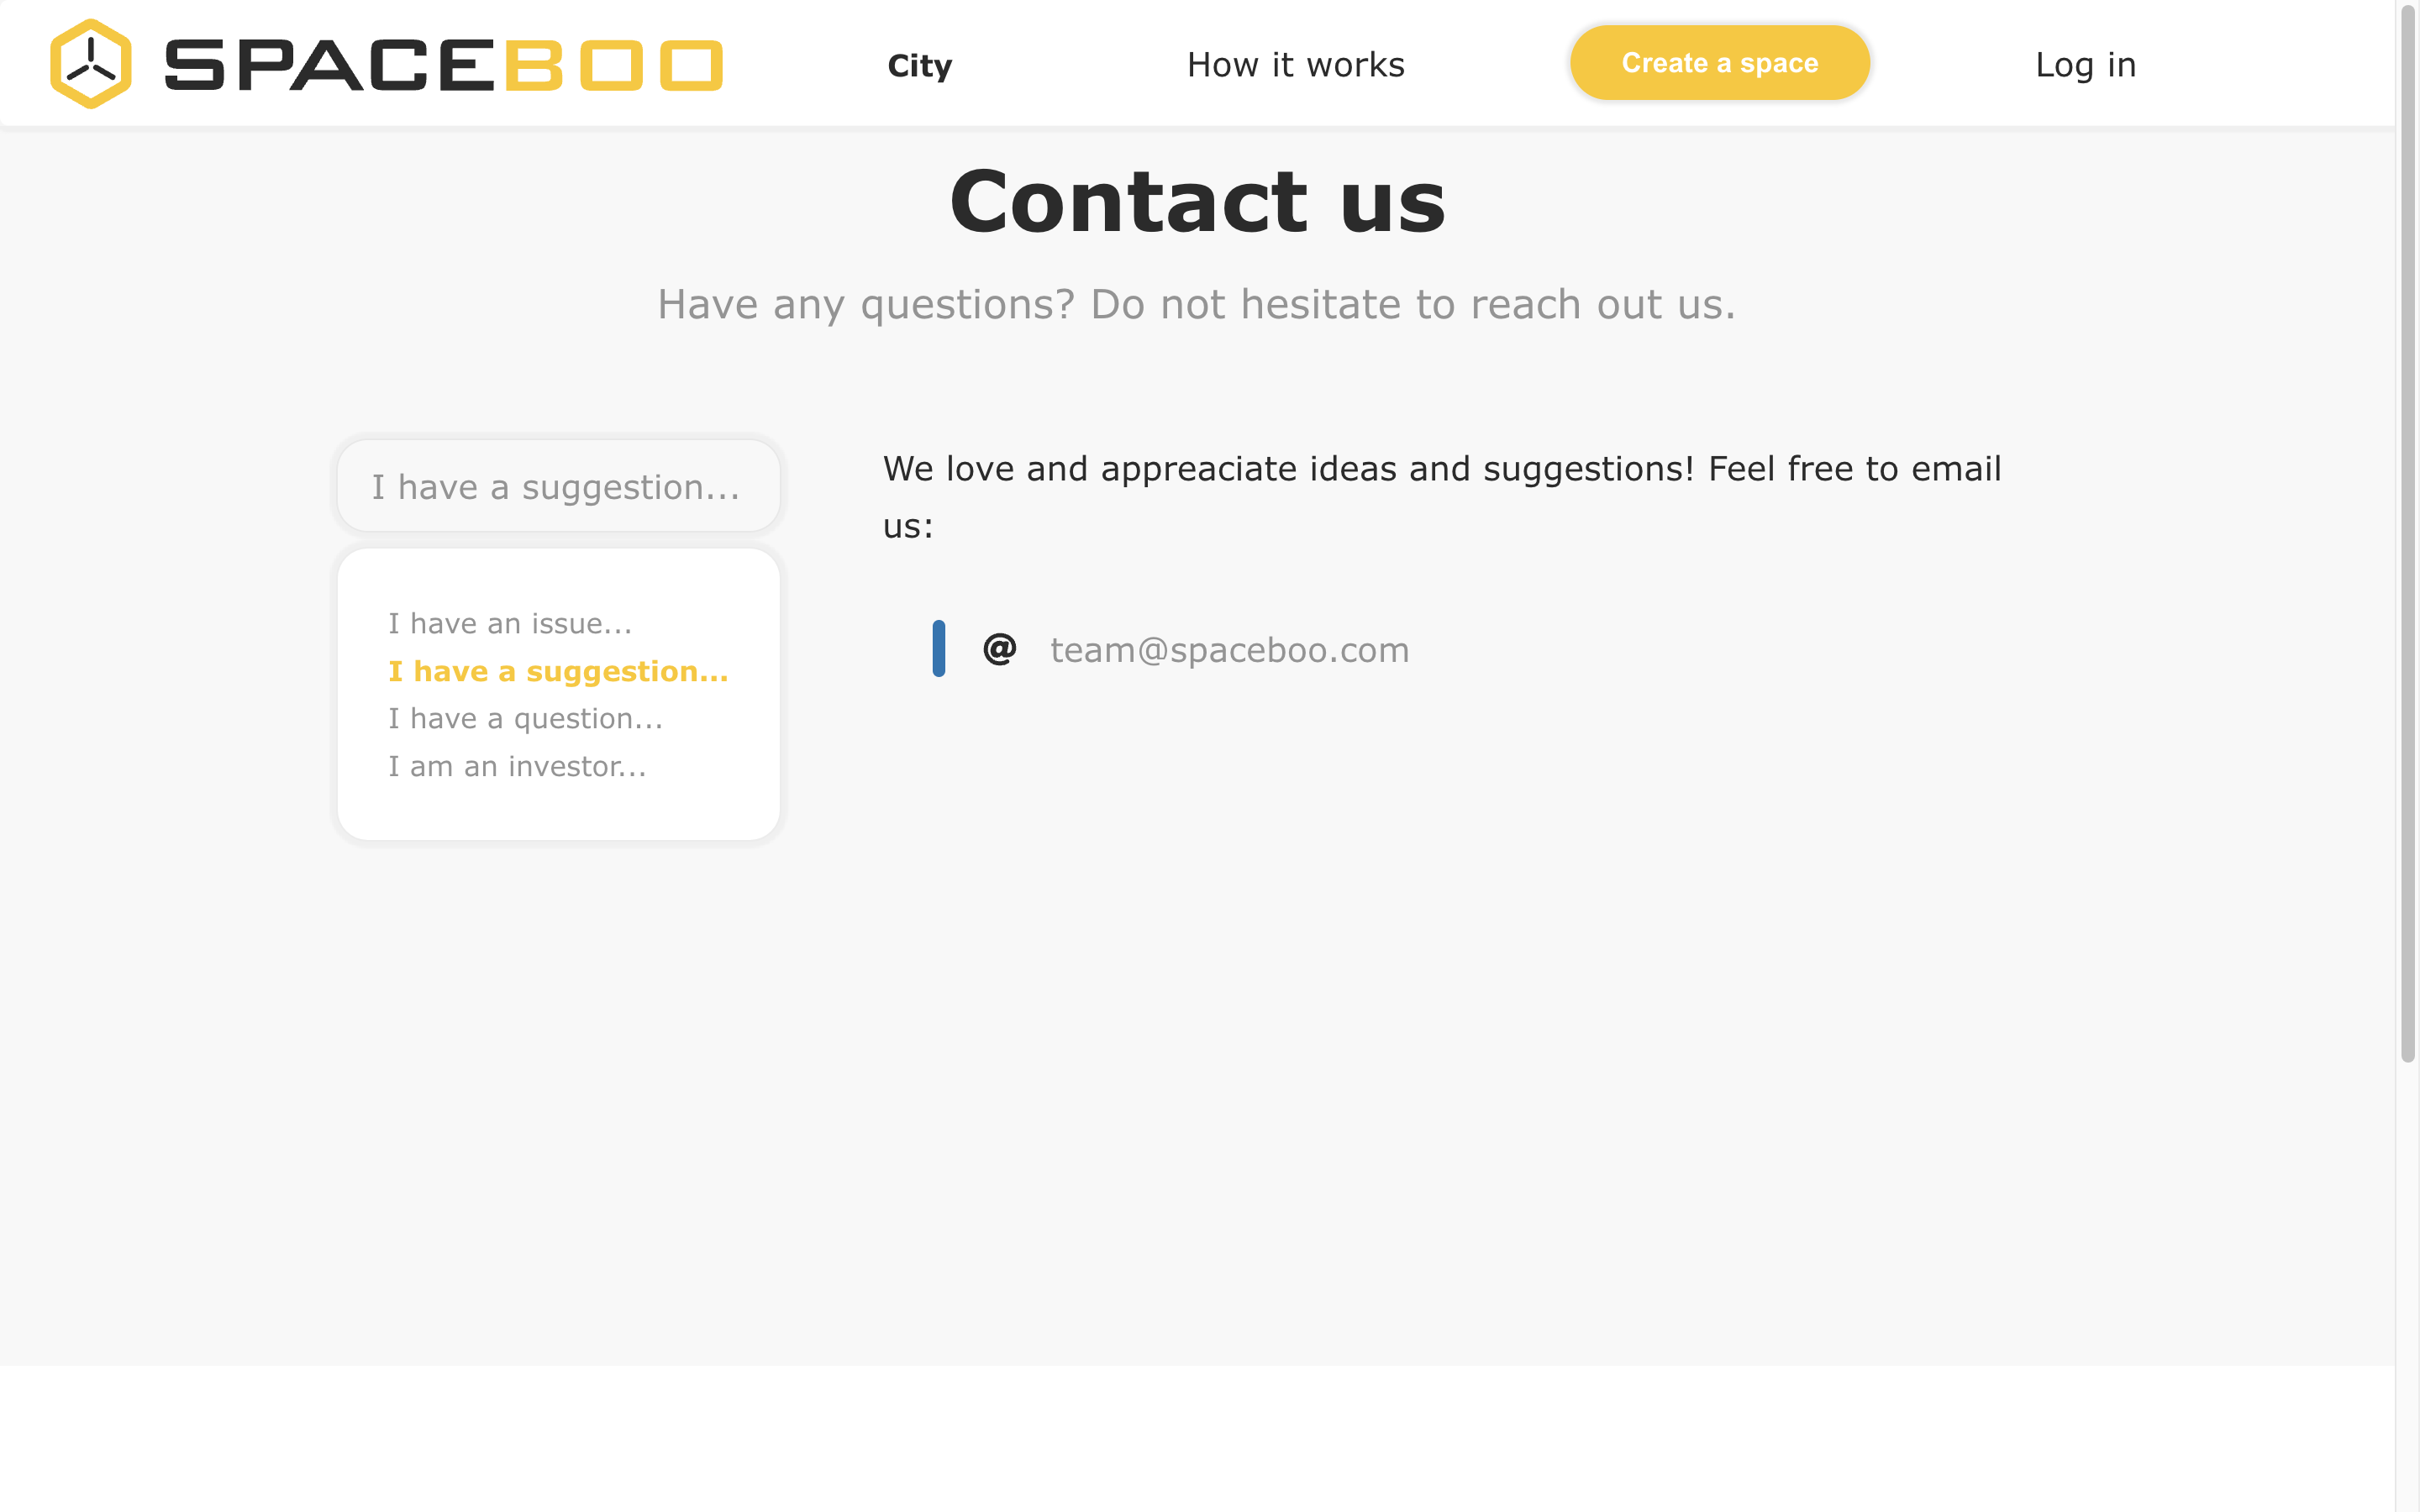 SPACEBOO
City
How it works
Create a space
Log in
Contact us
Have any questions? Do not hesitate to reach out us.
I have a suggestion...
I have an issue...
I have a suggestion...
I have a question...
I am an investor...
We love and appreaciate ideas and suggestions! Feel free to email
us:
@ team@spaceboo.com